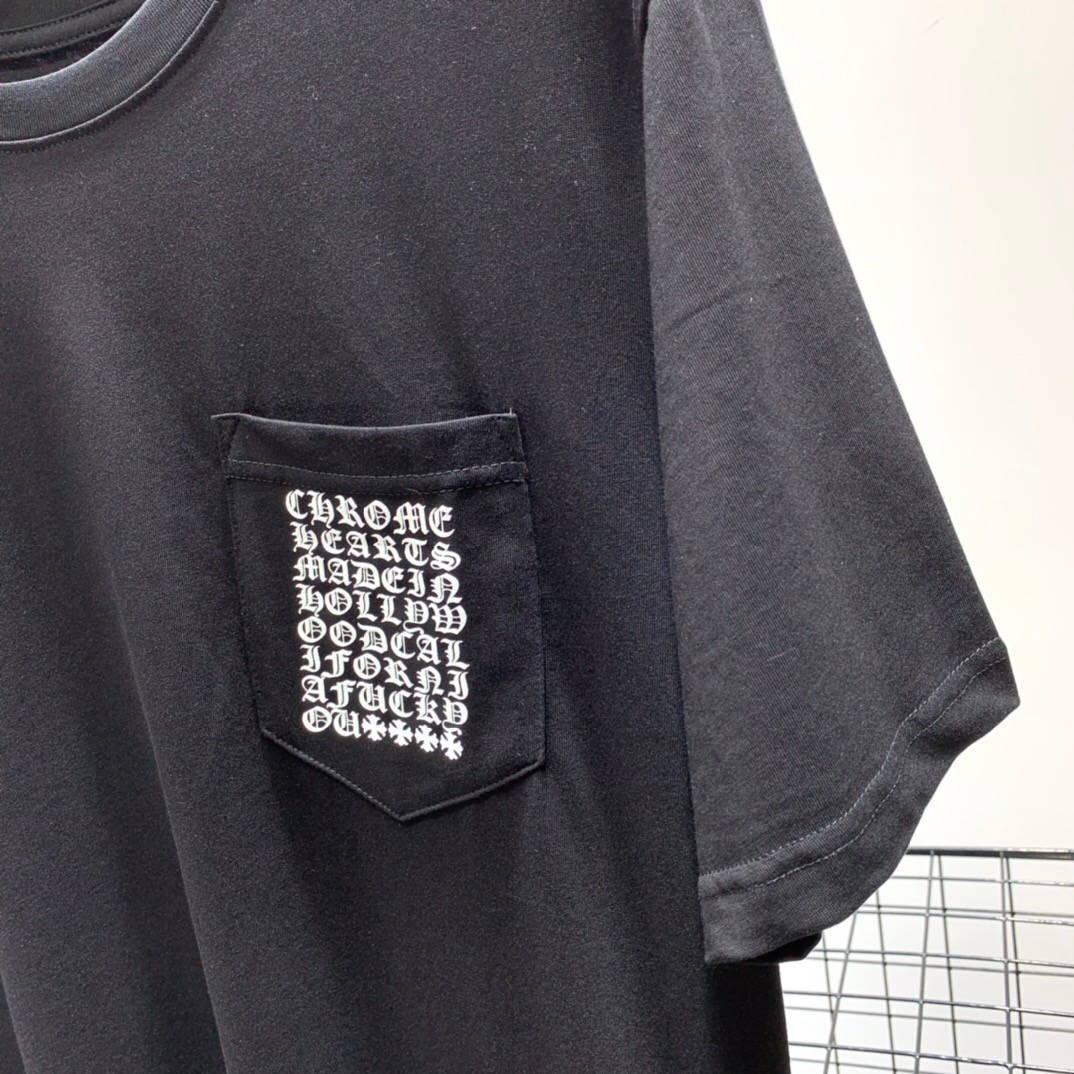 CHROME
HEARTS
MADEIN
HOLLYW
OODCAL
IFORNI
AFUCKY
OU